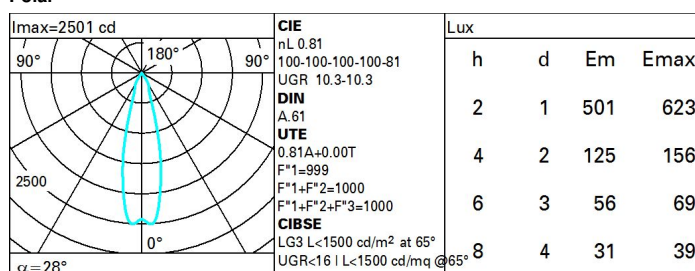 Imax=2501 cd
90° 180° 90°
2500
0°
α=28°
CIE
nL 0.81
100-100-100-100-81
UGR 10.3-10.3
DIN
A.61
UTE
0.81A+0.00T
F"1=999
F"1+F"2=1000
F"1+F"2+F"3=1000
CIBSE
LG3 L<1500 cd/m² at 65°
UGR<16 | L<1500 cd/mq @65°
Lux
h d Em Emax
2 1 501 623
4 2 125 156
6 3 56 69
8 4 31 39